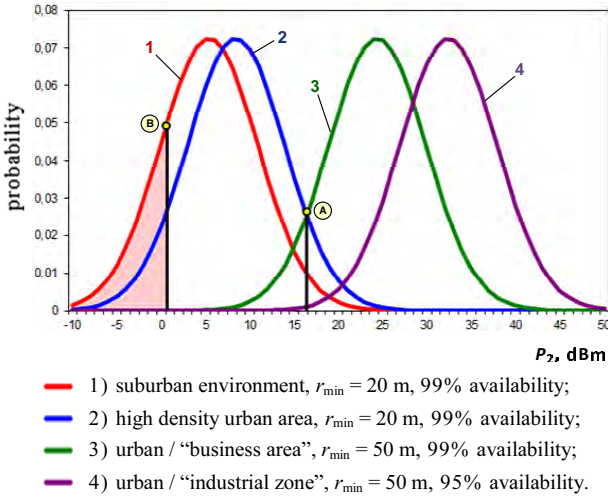 0,08
0,07
0,06
0,05
0,04
0,03
0,02
0,01
0
probability
1
2
3
4
B
A
-10 -5 0 5 10 15 20 25 30 35 40 45 50
P₂, dBm
1) suburban environment, rmin = 20 m, 99% availability;
2) high density urban area, rmin = 20 m, 99% availability;
3) urban / “business area”, rmin = 50 m, 99% availability;
4) urban / “industrial zone”, rmin = 50 m, 95% availability.